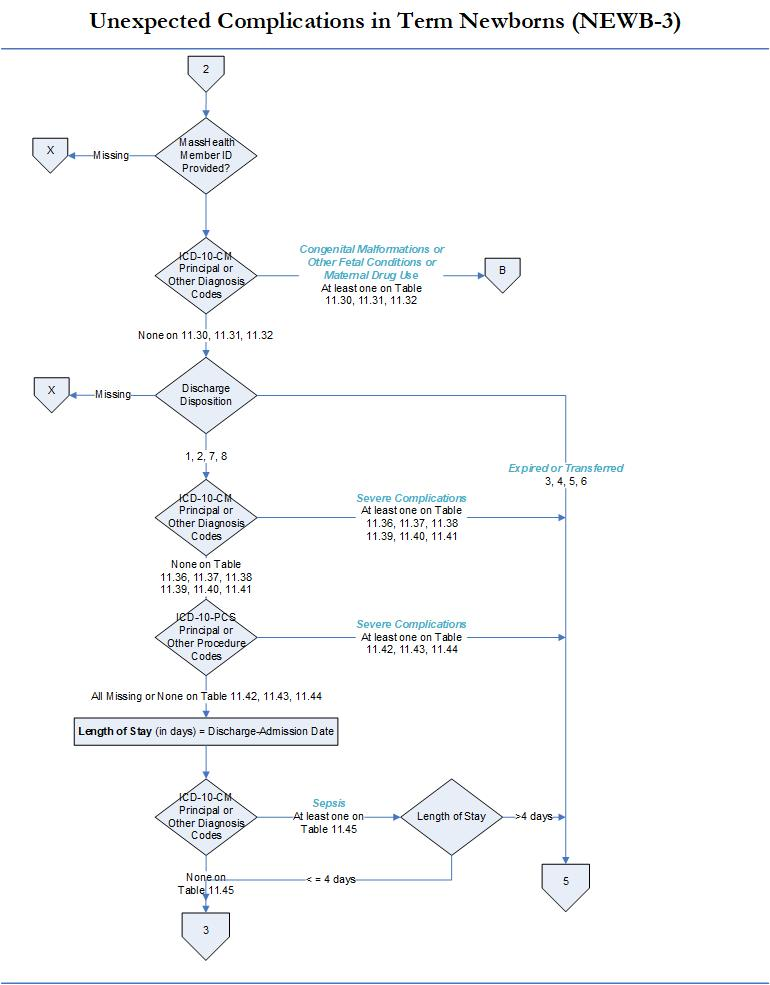 Unexpected Complications in Term Newborns (NEWB-3)
2
MassHealth
Member ID
Provided?
Missing
X
ICD-10-CM
Principal or
Other Diagnosis
Codes
Congenital Malformations or
Other Fetal Conditions or
Maternal Drug Use
At least one on Table
11.30, 11.31, 11.32
B
None on 11.30, 11.31, 11.32
X
Missing
Discharge
Disposition
1, 2, 7, 8
Expired or Transferred
3, 4, 5, 6
ICD-10-CM
Principal or
Other Diagnosis
Codes
Severe Complications
At least one on Table
11.36, 11.37, 11.38
11.39, 11.40, 11.41
None on Table
11.36, 11.37, 11.38
11.39, 11.40, 11.41
ICD-10-PCS
Principal or
Other Procedure
Codes
Severe Complications
At least one on Table
11.42, 11.43, 11.44
All Missing or None on Table 11.42, 11.43, 11.44
Length of Stay (in days) = Discharge-Admission Date
ICD-10-CM
Principal or
Other Diagnosis
Codes
Sepsis
At least one on
Table 11.45
Length of Stay
>4 days
None on
Table 11.45
< = 4 days
5
3